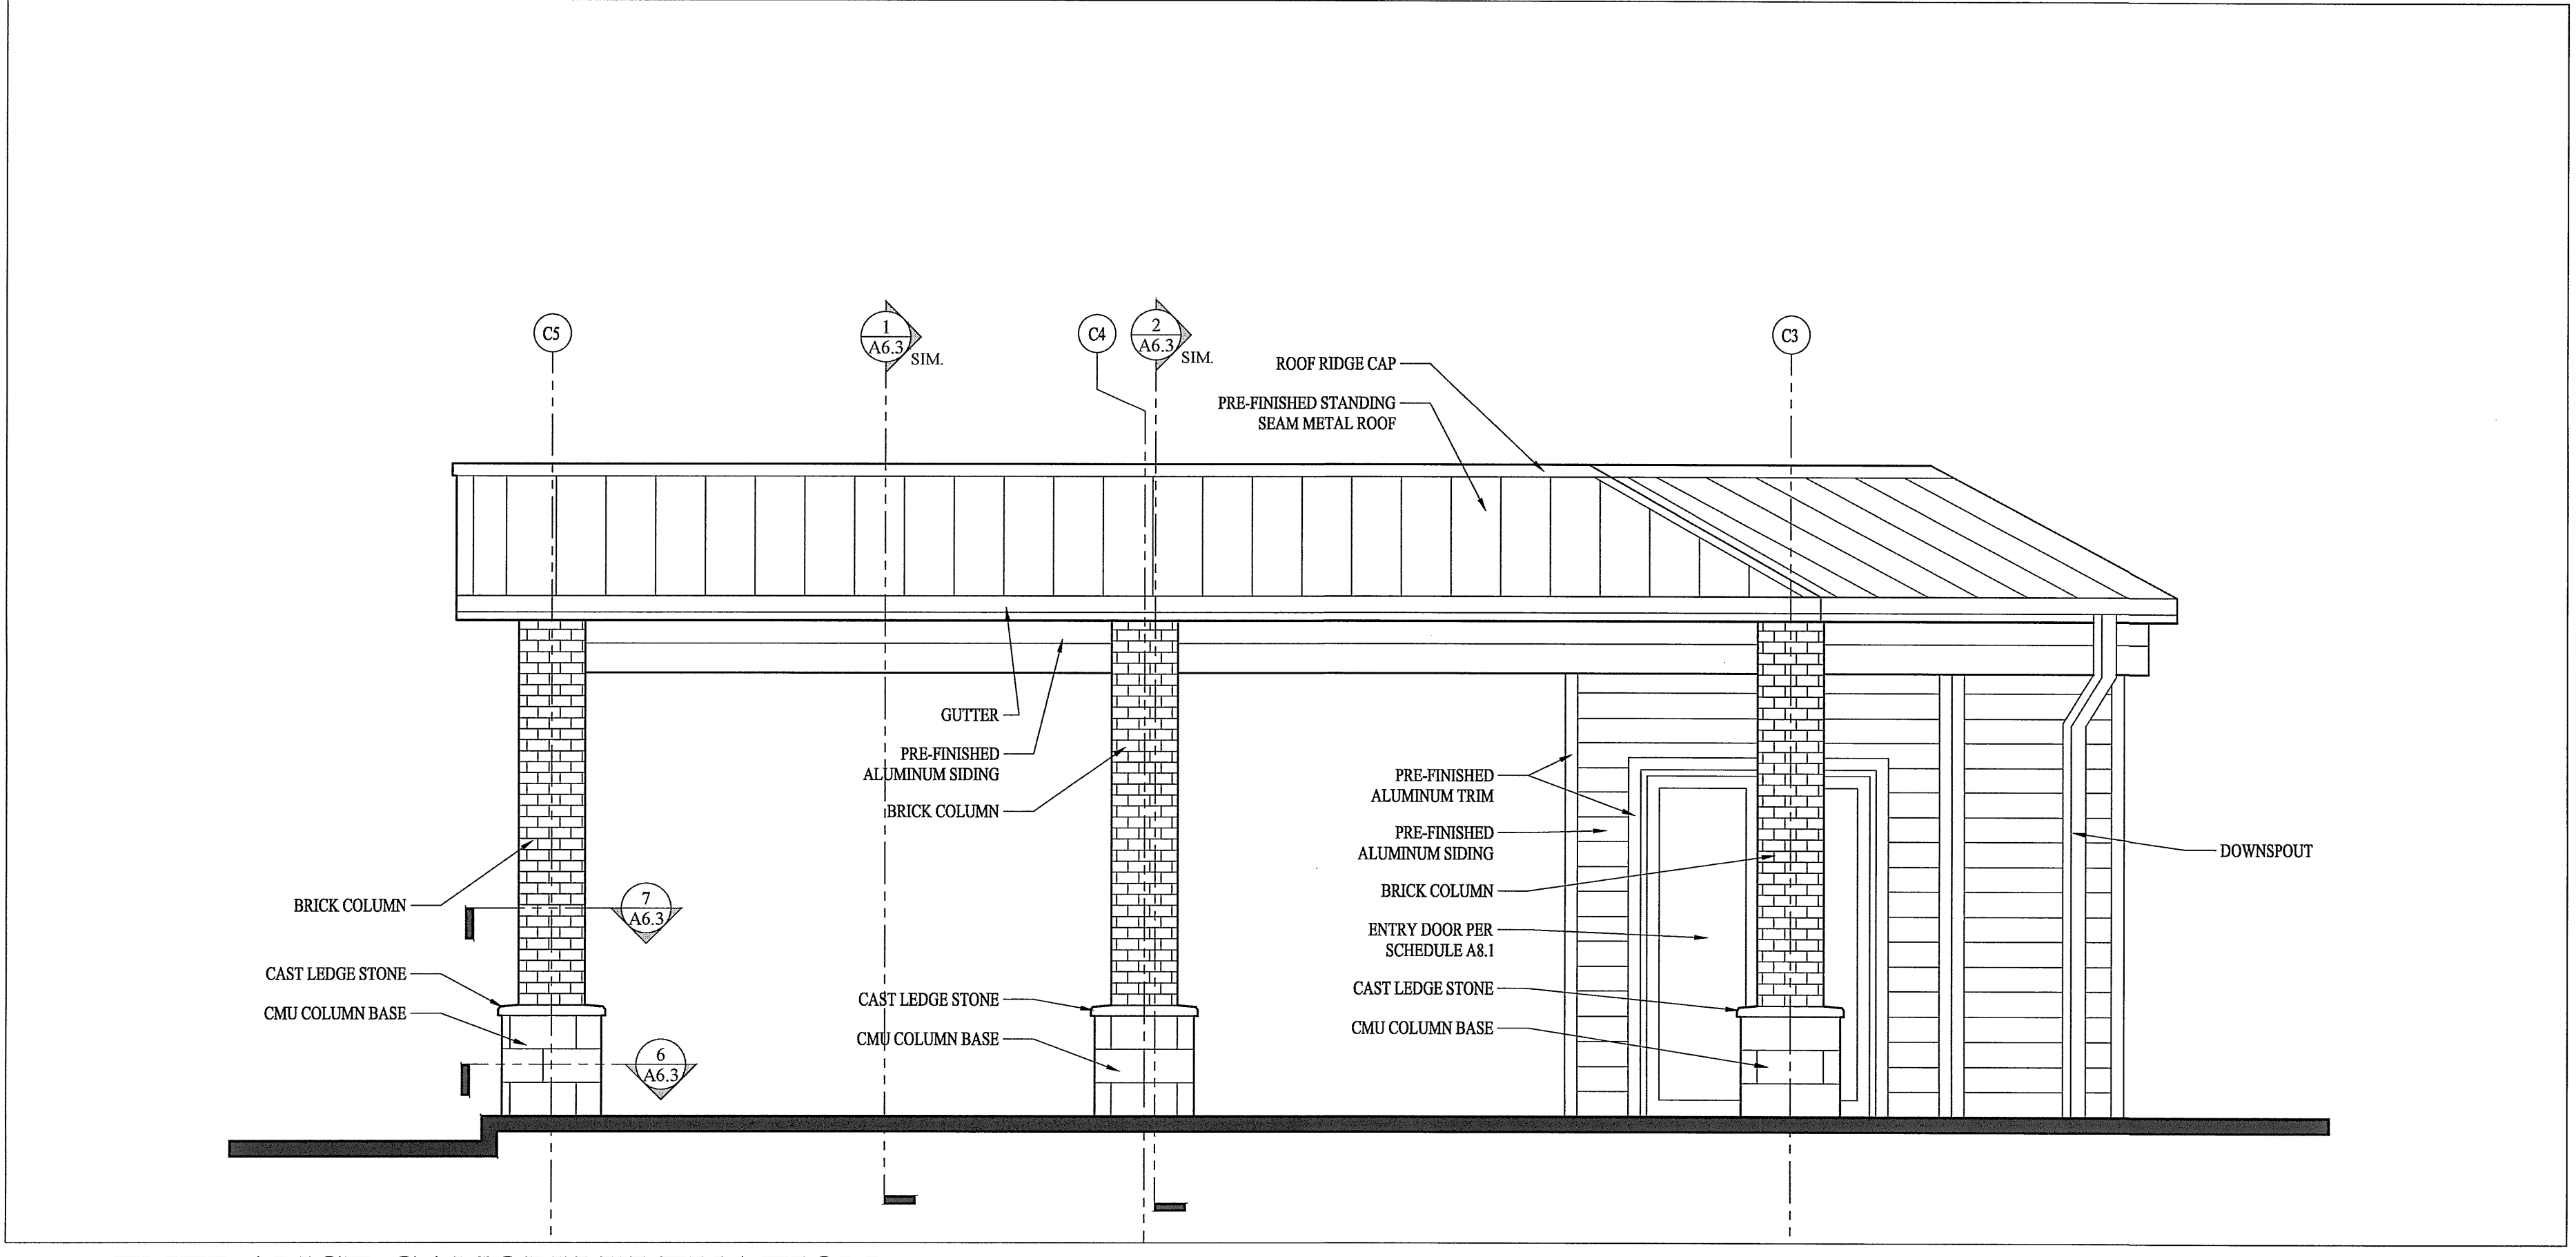 C5
1
A6.3
SIM.
C4
2
A6.3
SIM.
C3
ROOF RIDGE CAP
PRE-FINISHED STANDING
SEAM METAL ROOF
GUTTER
PRE-FINISHED
ALUMINUM SIDING
BRICK COLUMN
PRE-FINISHED
ALUMINUM TRIM
PRE-FINISHED
ALUMINUM SIDING
BRICK COLUMN
ENTRY DOOR PER
SCHEDULE A8.1
CAST LEDGE STONE
CMU COLUMN BASE
DOWNSPOUT
BRICK COLUMN
7
A6.3
CAST LEDGE STONE
CMU COLUMN BASE
6
A6.3
CAST LEDGE STONE
CMU COLUMN BASE